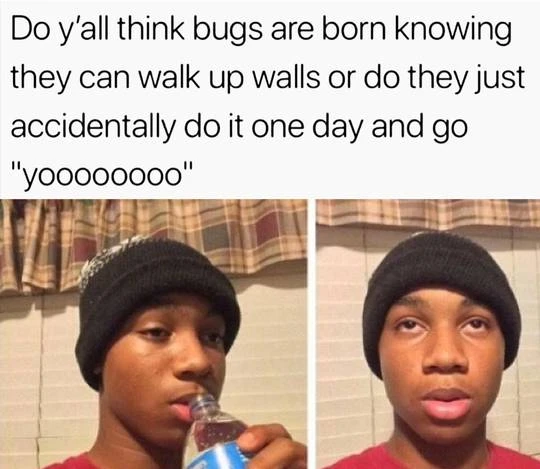 Do y'all think bugs are born knowing
they can walk up walls or do they just
accidentally do it one day and go
"yooooooooo"